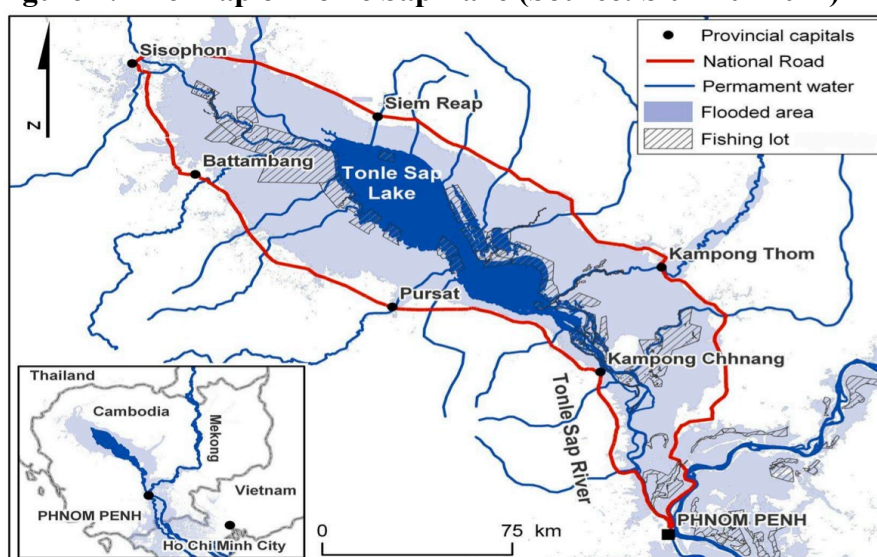 Sisophon
Siem Reap
Battambang
Tonle Sap
Lake
Kampong Thom
Pursat
Kampong Chhnang
Tonle Sap River
PHNOM PENH
Provincial capitals
National Road
Permament water
Flooded area
Fishing lot
N
Thailand
Cambodia
Mekong
Vietnam
PHNOM PENH
Ho Chi Minh City
0 75 km